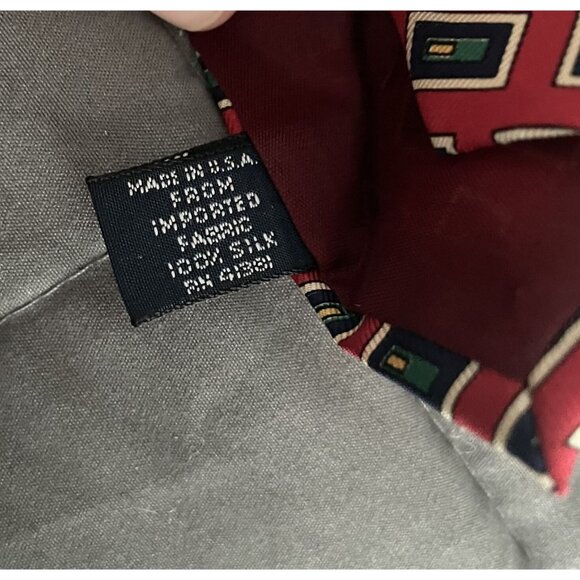 MADE IN U.S.A.
FROM
IMPORTED
FABRIC
100% SILK
RN 41381